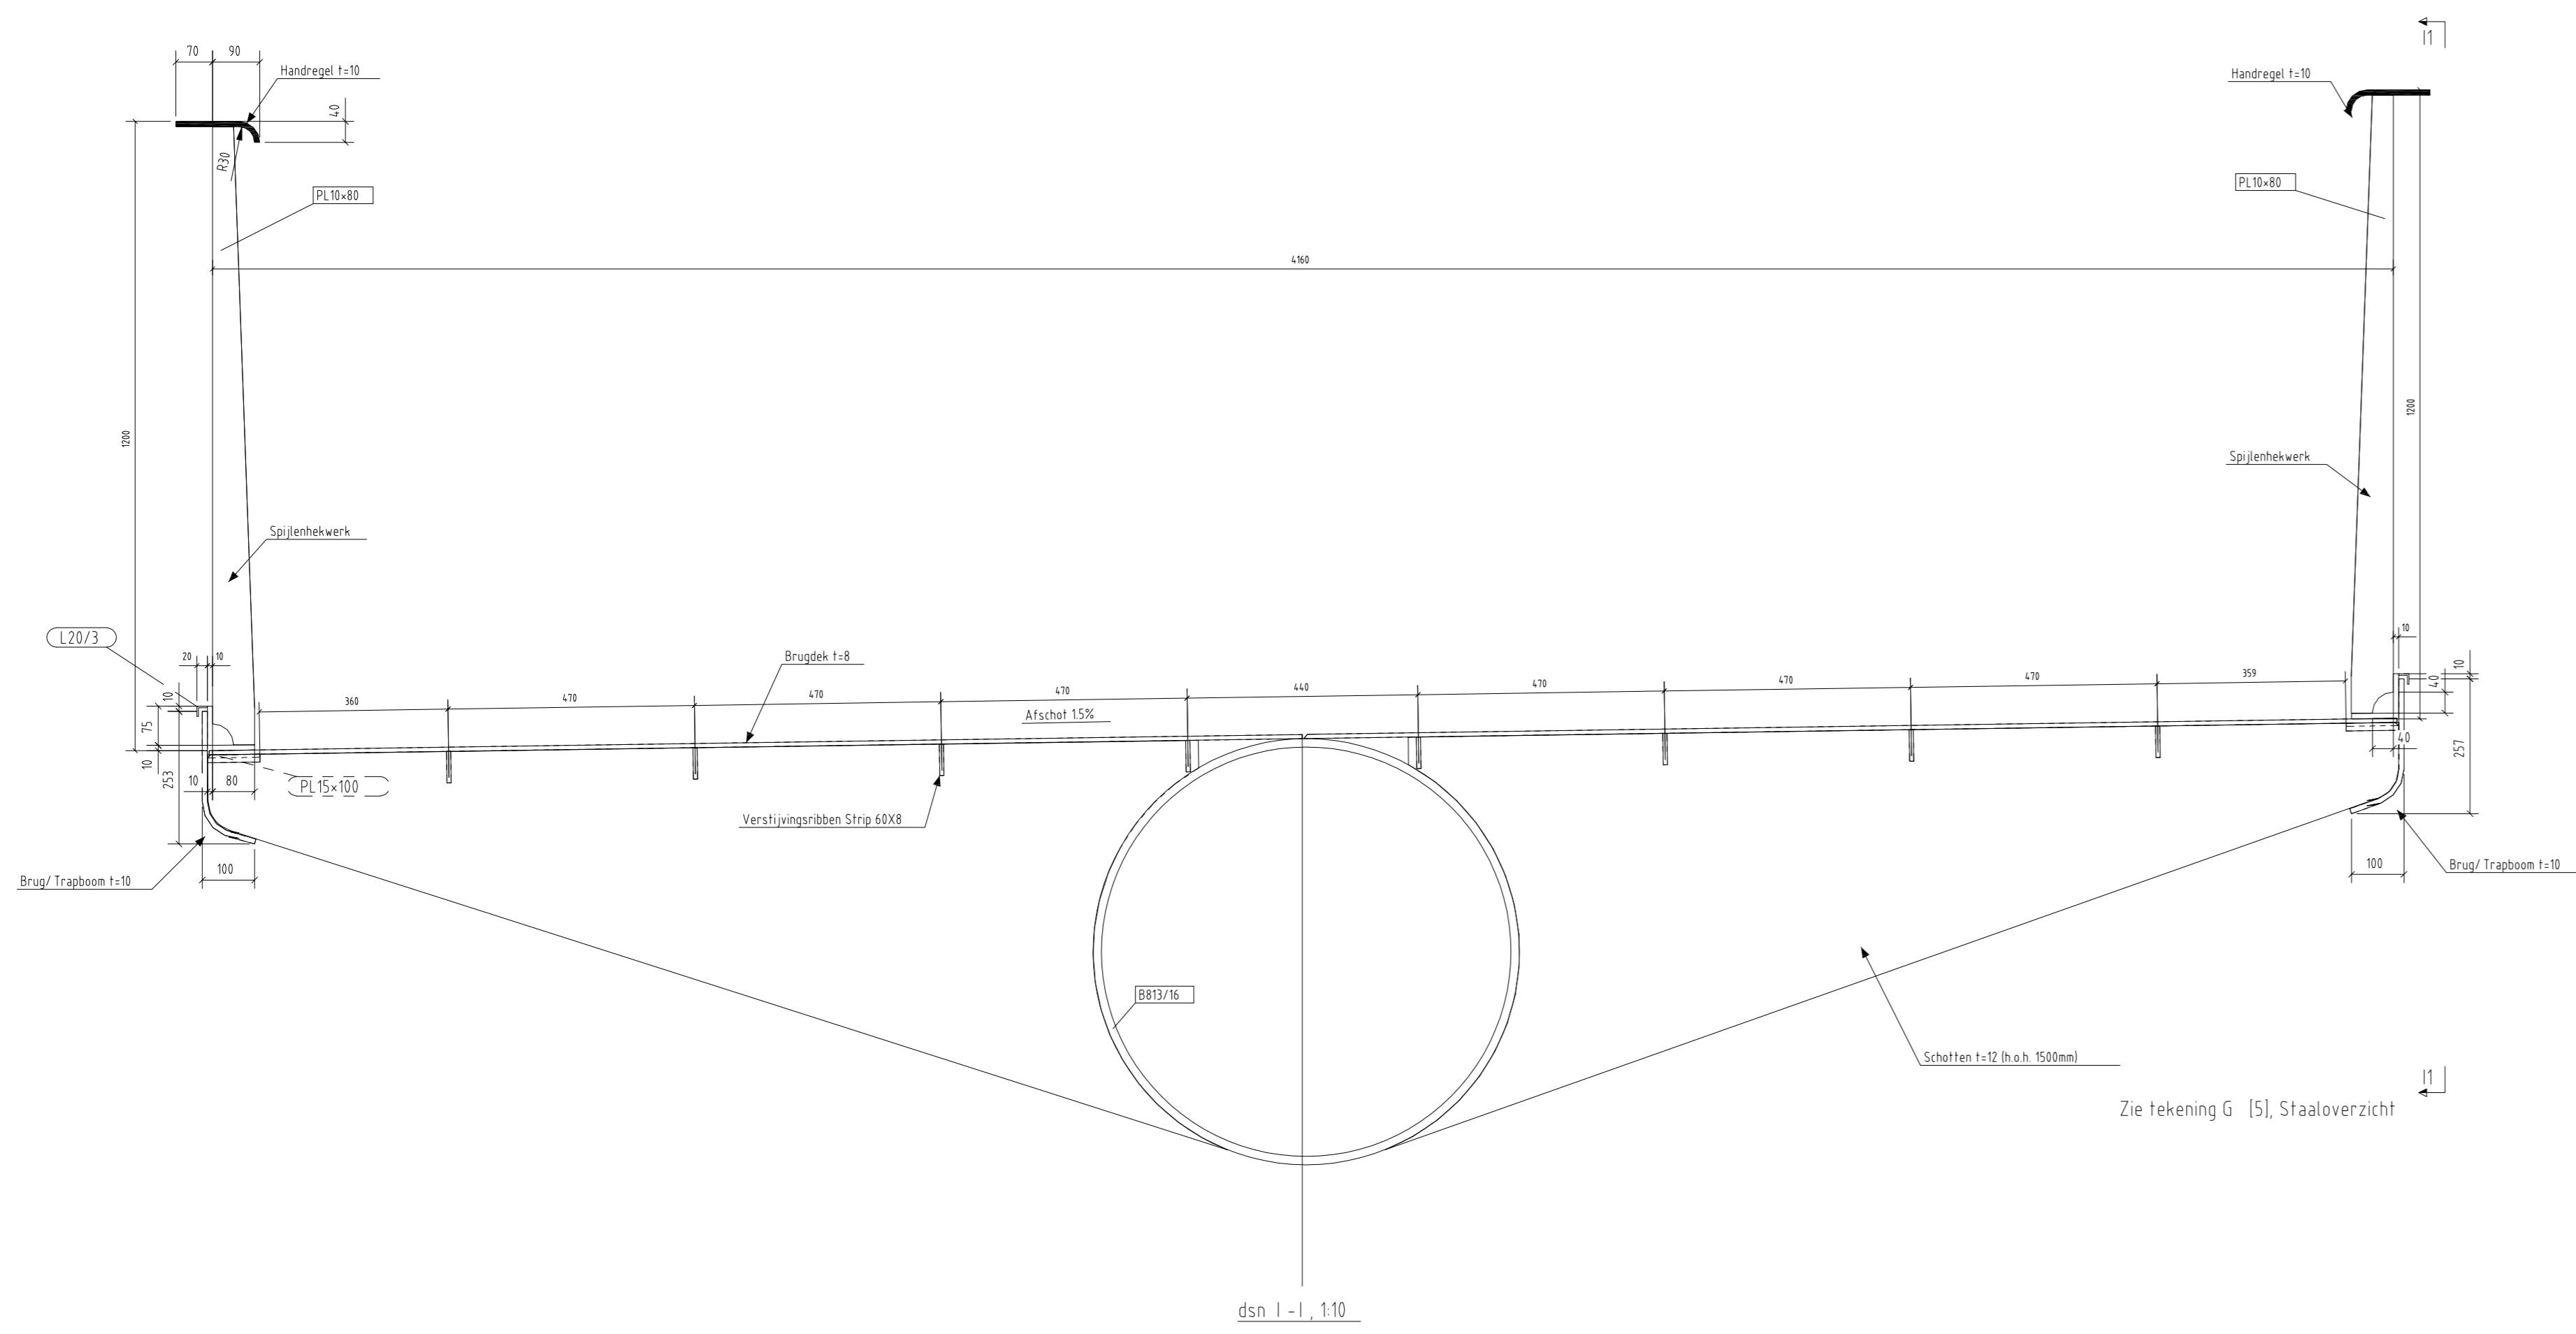 I1
70
90
Handregel t=10
40
R30
PL10×80
Handregel t=10
PL10×80
4160
1200
1200
Spijlenhekwerk
Spijlenhekwerk
L20/3
20
10
10
75
10
253
10
80
PL15×100
100
Brug/ Trapboom t=10
Brugdek t=8
360
470
470
470
440
470
470
470
359
Afschot 1.5%
Verstijvingsribben Strip 60X8
10
10
40
40
257
100
Brug/ Trapboom t=10
B813/16
Schotten t=12 (h.o.h. 1500mm)
I1
Zie tekening G [5], Staaloverzicht
dsn I-I, 1:10